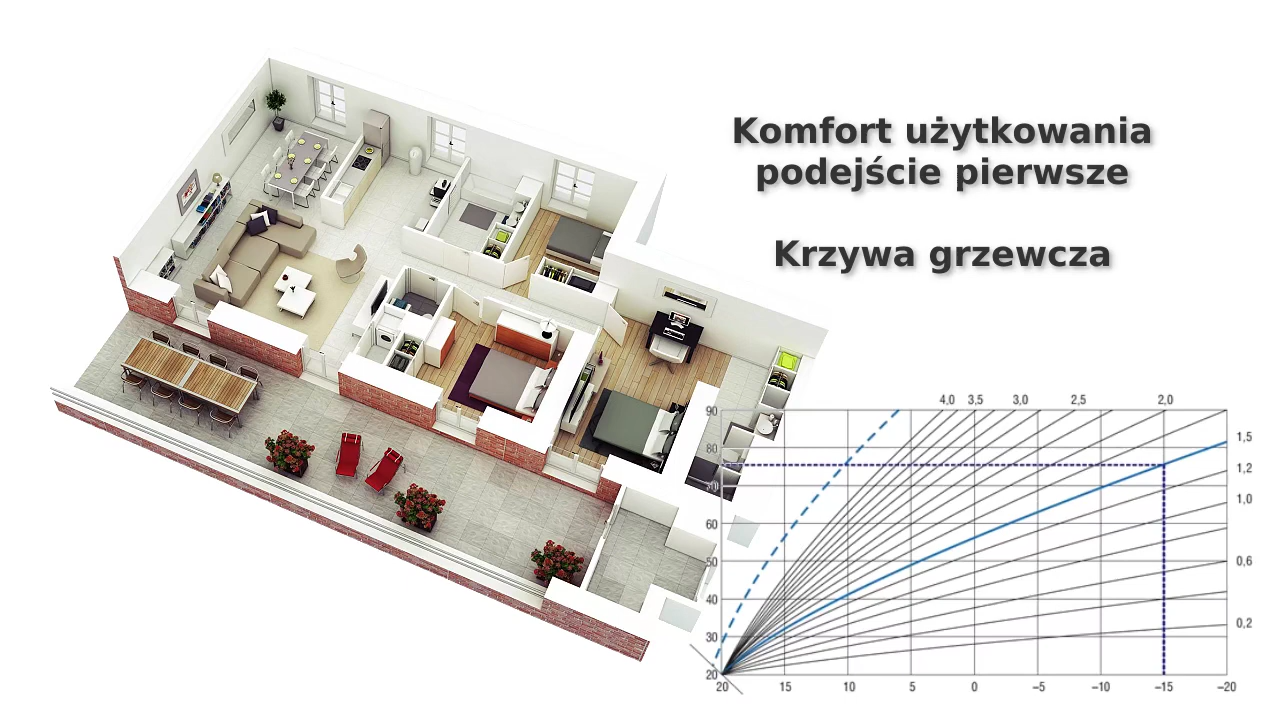 Komfort użytkowania
podejście pierwsze
Krzywa grzewcza
4,0 3,5 3,0 2,5 2,0
90
80
70
60
50
40
30
20
1,5
1,2
1,0
0,6
0,2
20 15 10 5 0 –5 –10 –15 –20